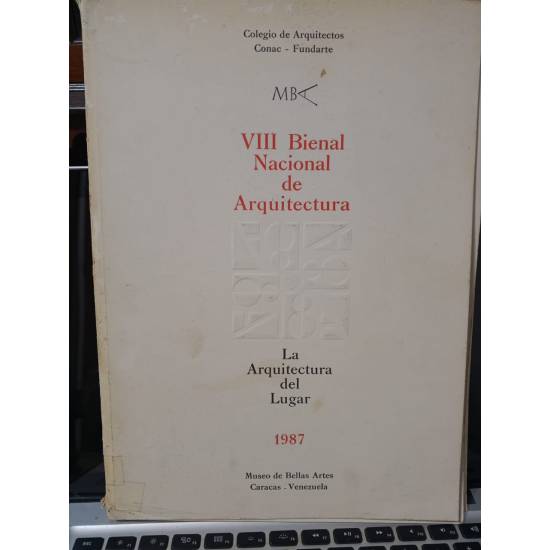 Colegio de Arquitectos
Conac - Fundarte
MBA
VIII Bienal
Nacional
de
Arquitectura
La
Arquitectura
del
Lugar
1987
Museo de Bellas Artes
Caracas - Venezuela